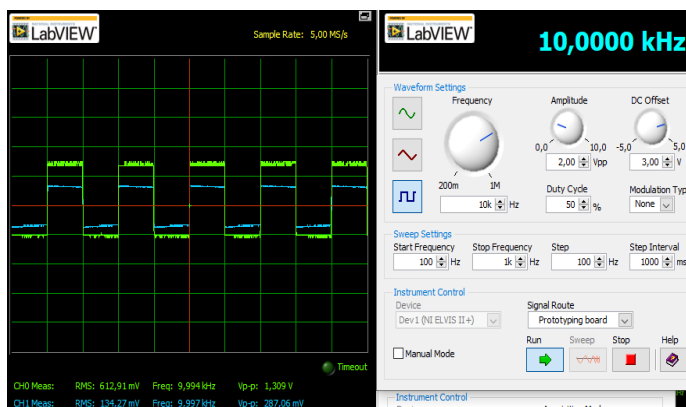 LabVIEW
Sample Rate: 5,00 MS/s
Timeout
CH0 Meas: RMS: 612,91 mV Freq: 9,994 kHz Vp-p: 1,309 V
CH1 Meas: RMS: 134,27 mV Freq: 9,997 kHz Vp-p: 287,06 mV
LabVIEW
10,0000 kHz
Waveform Settings
Frequency
Amplitude
DC Offset
0,0 10,0 -5,0 5,0
2,00 Vpp 3,00 V
200m 1M
Duty Cycle
Modulation Typ
10k Hz 50 % None
Sweep Settings
Start Frequency Stop Frequency Step Step Interval
100 Hz 1k Hz 100 Hz 1000 ms
Instrument Control
Device Signal Route
Dev1 (NI ELVIS II+) Prototyping board
Run Sweep Stop Help
Manual Mode
Instrument Control